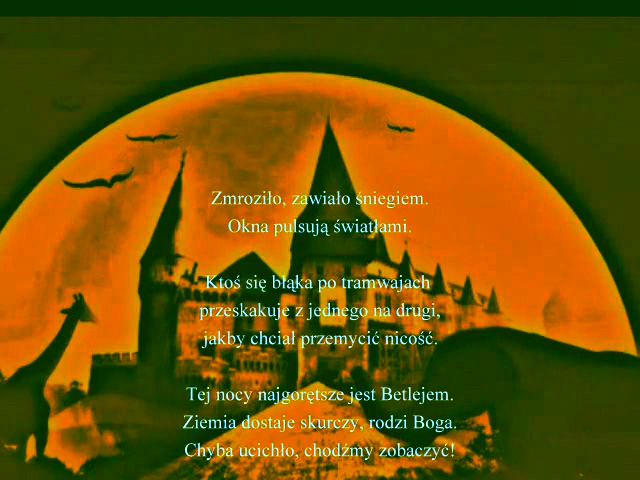 Zmroziło, zawiało śniegiem.
Okna pulsują światłami.
Ktoś się błąka po tramwajach
przeskakuje z jednego na drugi,
jakby chciał przemycić nicość.
Tej nocy najgorętsze jest Betlejem.
Ziemia dostaje skurczy, rodzi Boga.
Chyba ucichło, chodźmy zobaczyć!